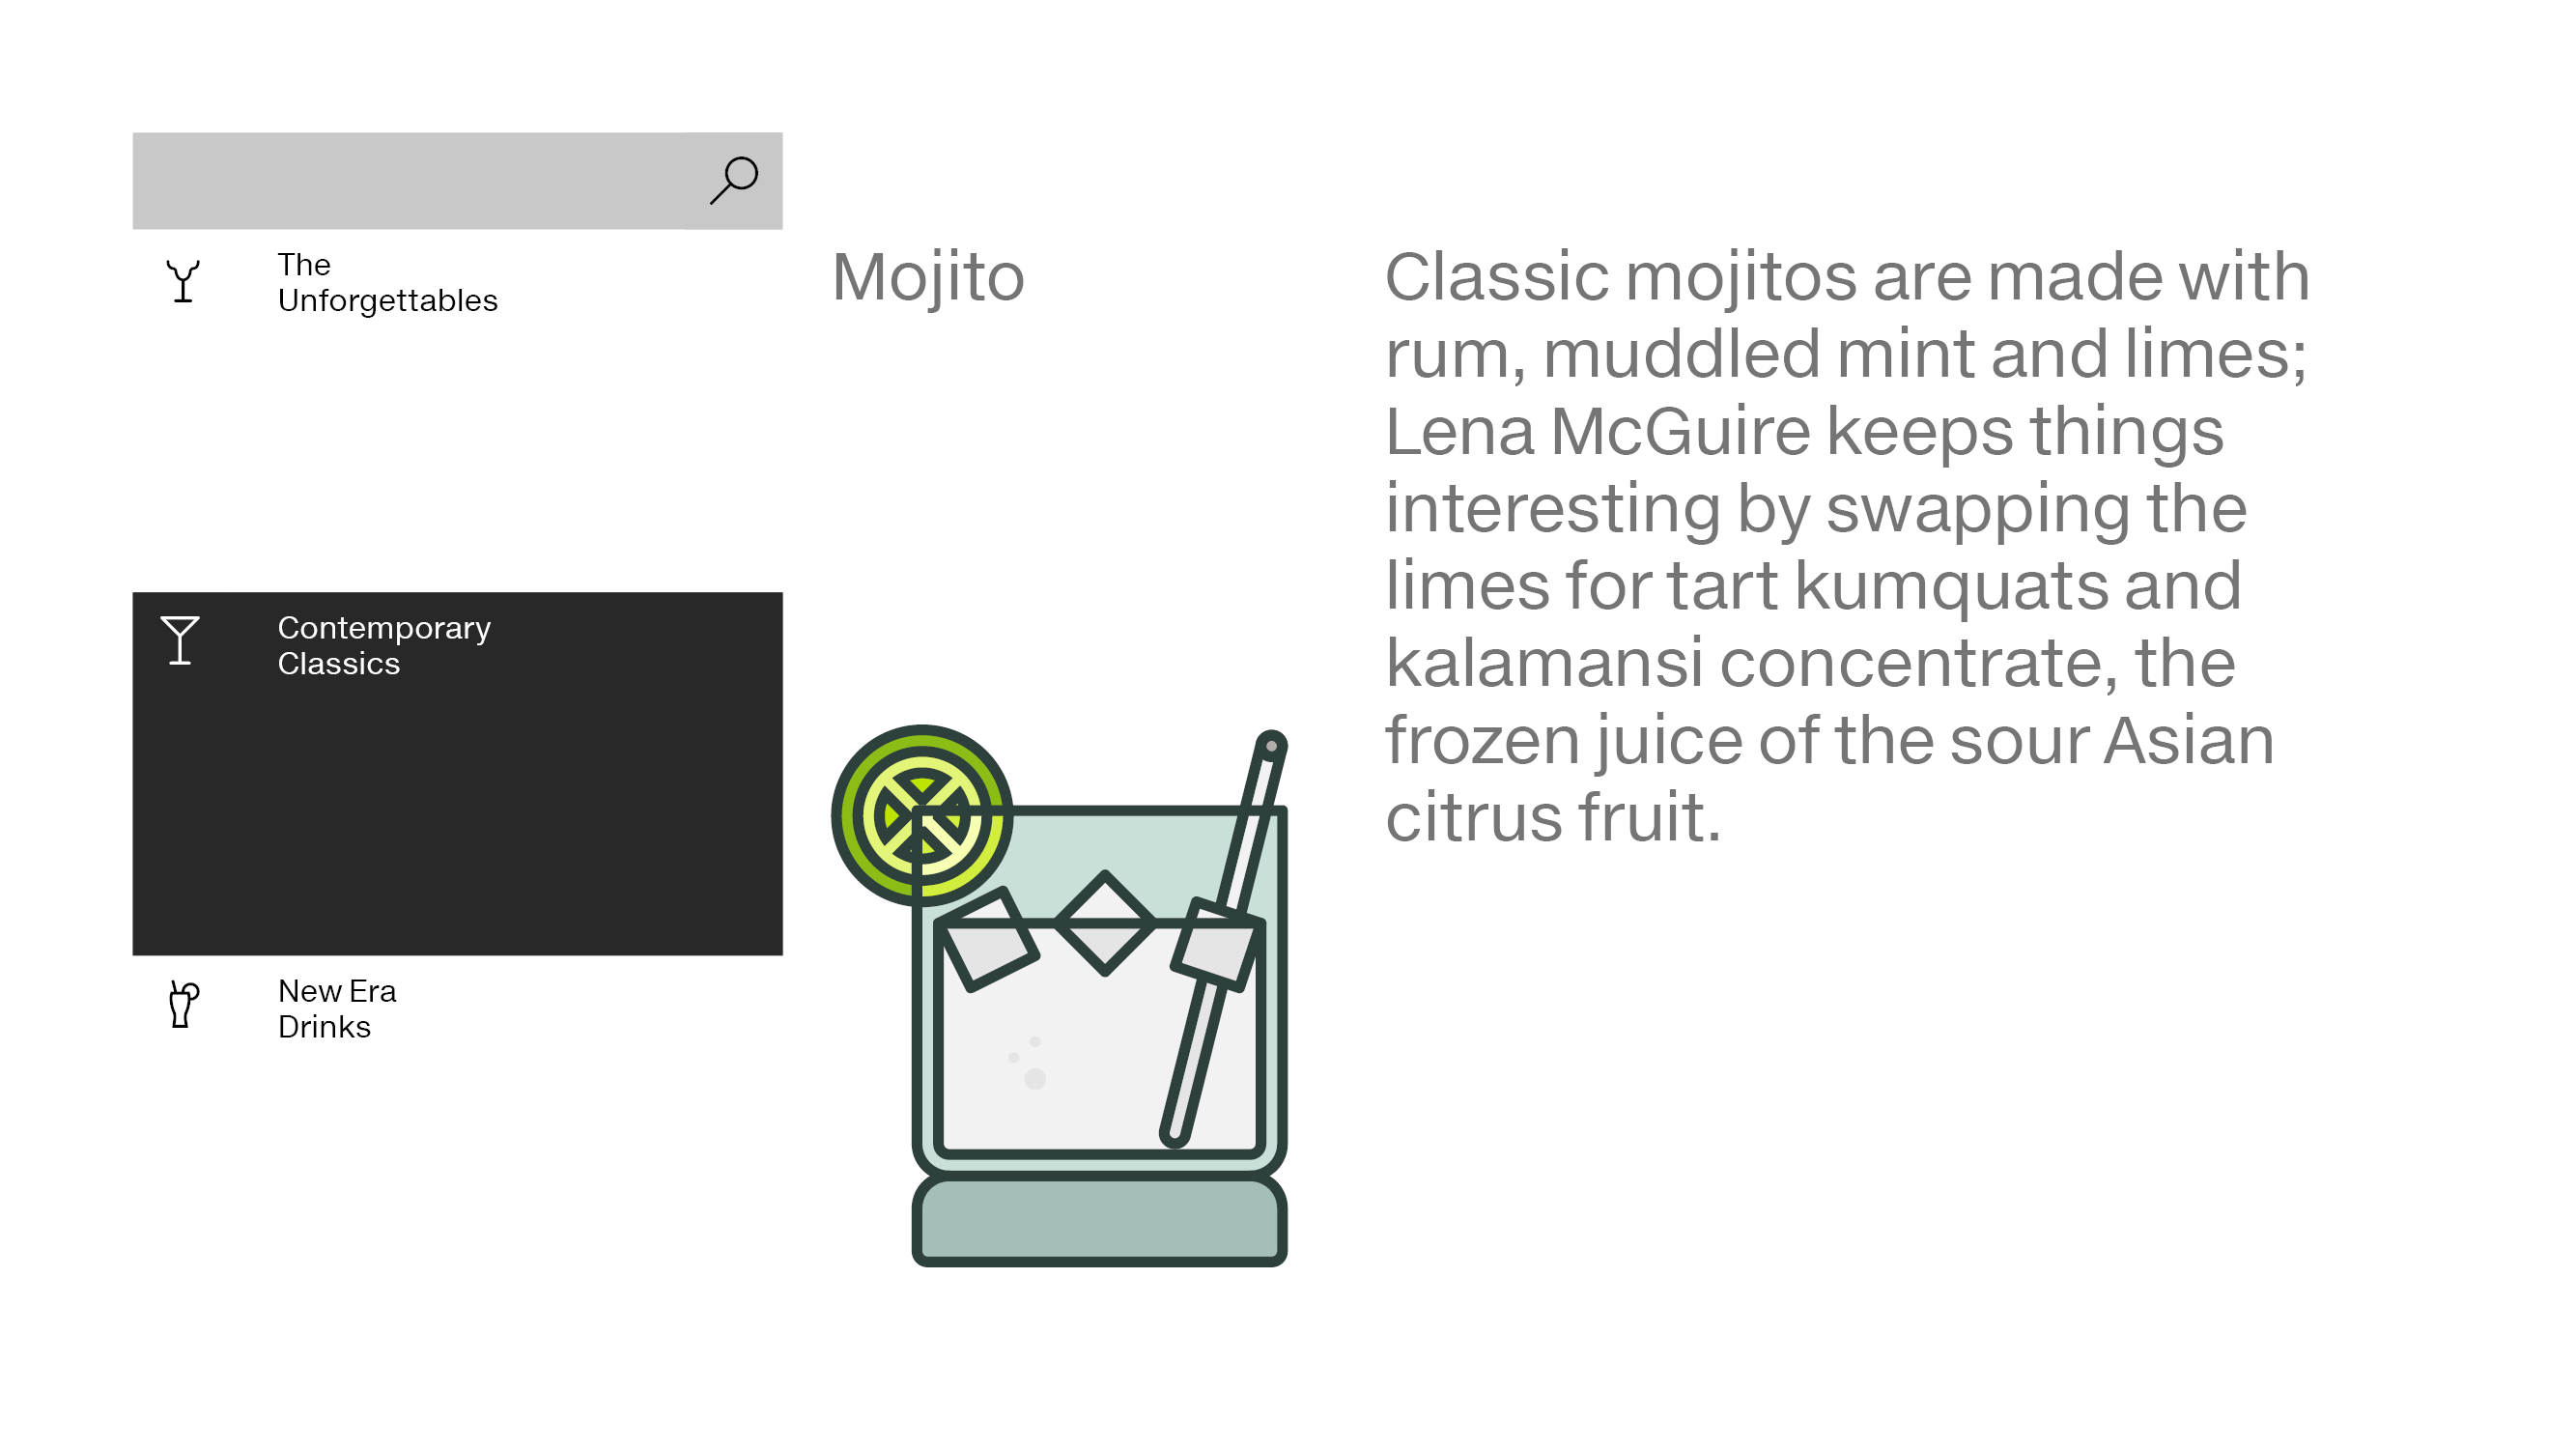 The
Unforgettables
Contemporary
Classics
New Era
Drinks
Mojito
Classic mojitos are made with
rum, muddled mint and limes;
Lena McGuire keeps things
interesting by swapping the
limes for tart kumquats and
kalamansi concentrate, the
frozen juice of the sour Asian
citrus fruit.